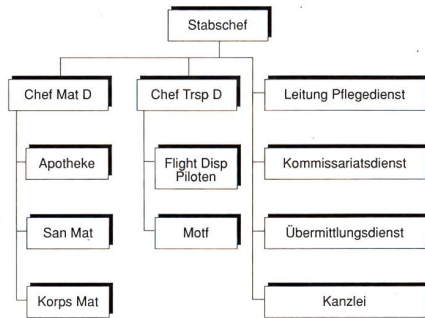 Stabschef
Chef Mat D
Chef Trsp D
Leitung Pflegedienst
Apotheke
Flight Disp
Piloten
Kommissariatsdienst
San Mat
Motf
Übermittlungsdienst
Korps Mat
Kanzlei